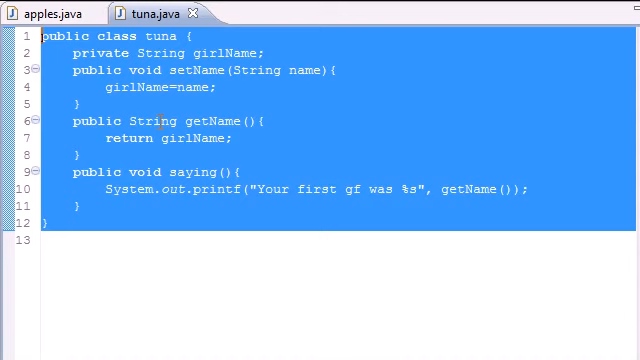 apples.java tuna.java
1 public class tuna {
2 private String girlName;
3 public void setName(String name){
4 girlName=name;
5 }
6 public String getName(){
7 return girlName;
8 }
9 public void saying(){
10 System.out.printf("Your first gf was %s", getName());
11 }
12 }
13